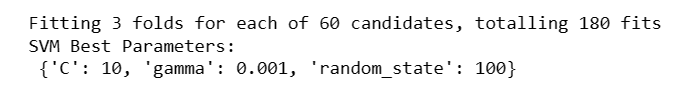 Fitting 3 folds for each of 60 candidates, totalling 180 fits
SVM Best Parameters:
{'C': 10, 'gamma': 0.001, 'random_state': 100}